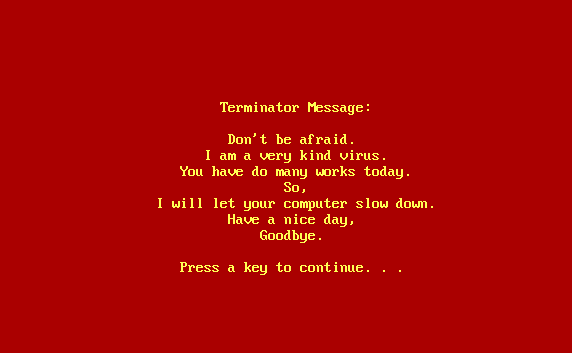 Terminator Message:
Don't be afraid.
I am a very kind virus.
You have do many works today.
So,
I will let your computer slow down.
Have a nice day,
Goodbye.
Press a key to continue. . .